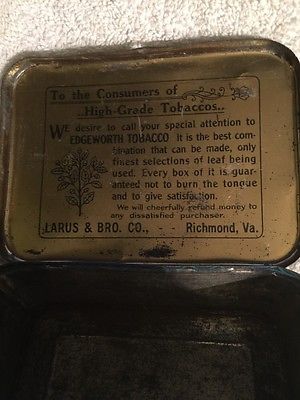 To the Consumers of
..High-Grade Tobaccos..
WE desire to call your special attention to
EDGEWORTH TOBACCO It is the best com-
bination that can be made, only
finest selections of leaf being
used. Every box of it is guar-
anteed not to burn the tongue
and to give satisfaction.
We will cheerfully refund money to
any dissatisfied purchaser.
LARUS & BRO. CO., Richmond, Va.